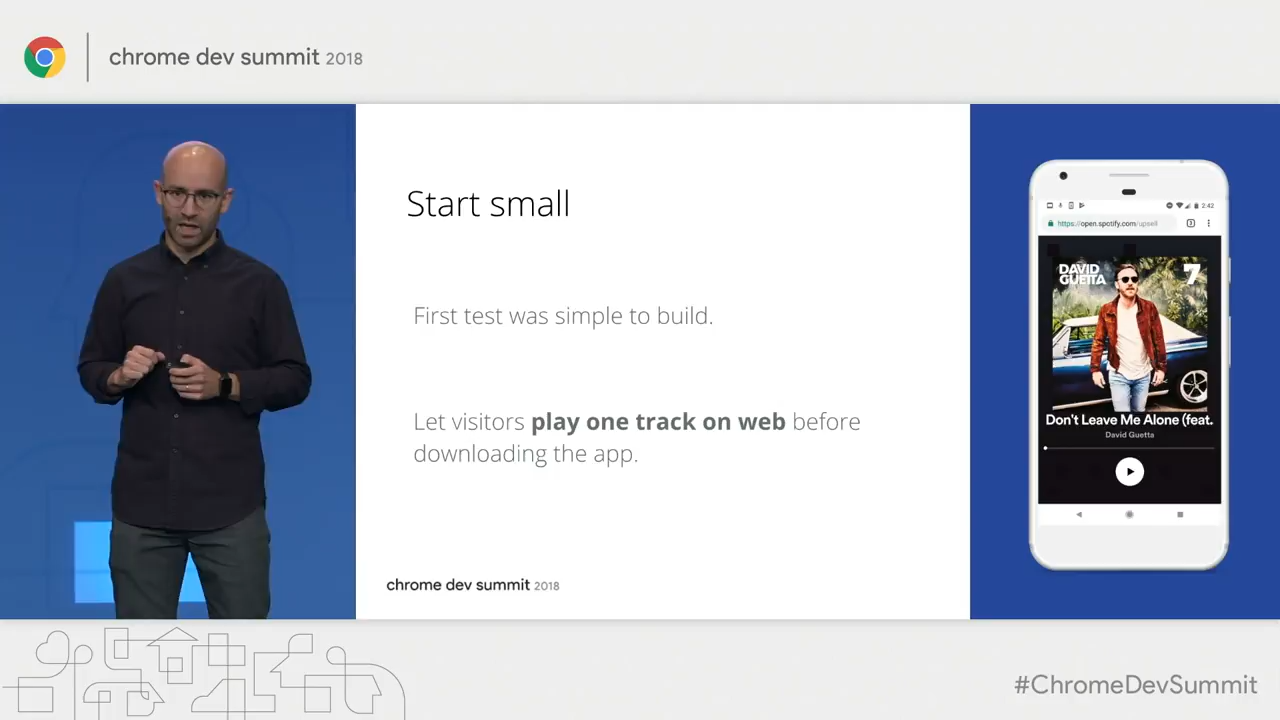 chrome dev summit 2018
Start small
First test was simple to build.
Let visitors play one track on web before
downloading the app.
chrome dev summit 2018
2:42
https://open.spotify.com/upsell
DAVID
GUETTA
7
Don't Leave Me Alone (feat.
David Guetta
#ChromeDevSummit